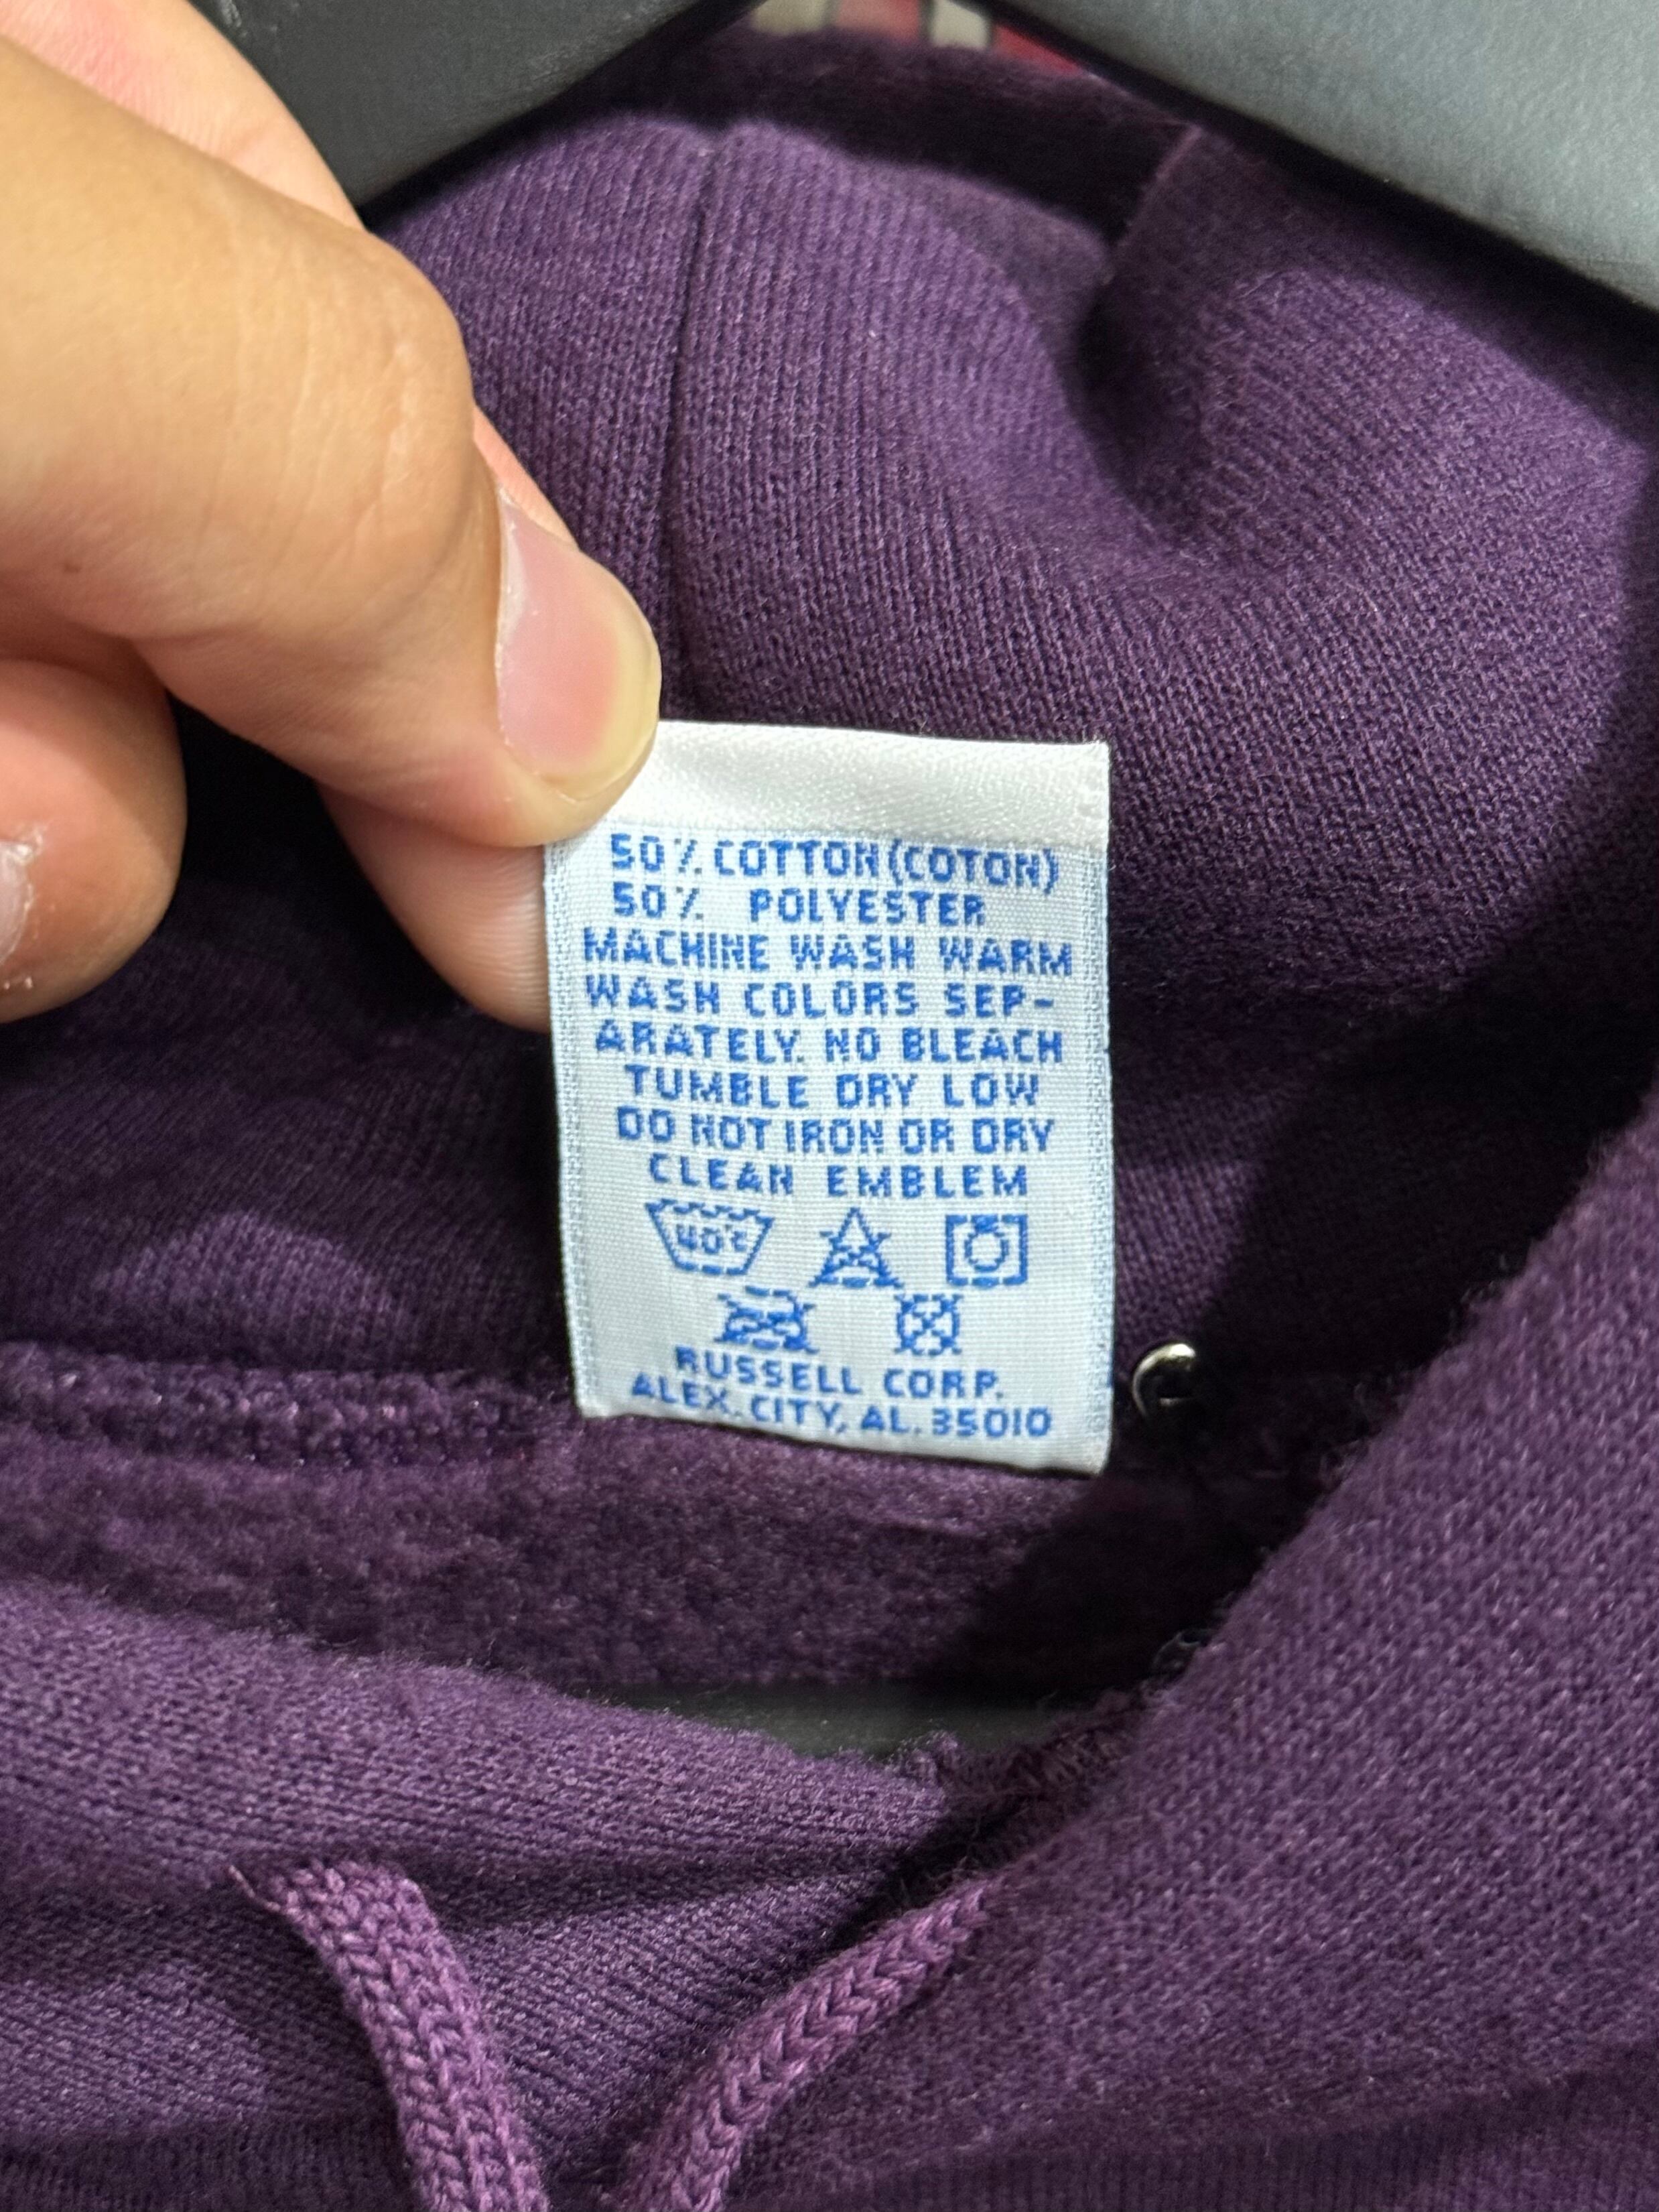 50% COTTON (COTON)
50% POLYESTER
MACHINE WASH WARM
WASH COLORS SEP-
ARATELY. NO BLEACH
TUMBLE DRY LOW
DO NOT IRON OR DRY
CLEAN EMBLEM
40°C
RUSSELL CORP.
ALEX. CITY, AL. 35010